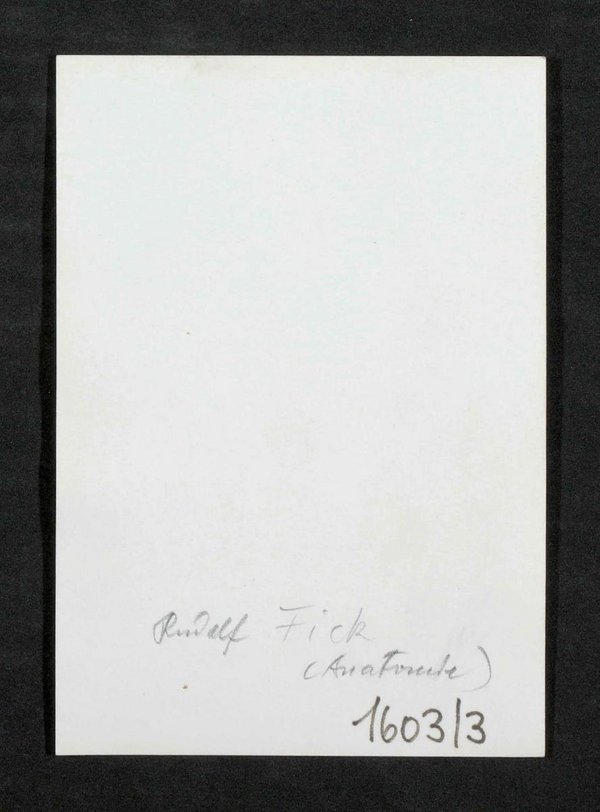 Rudolf Fick
(Anatomie)
1603/3